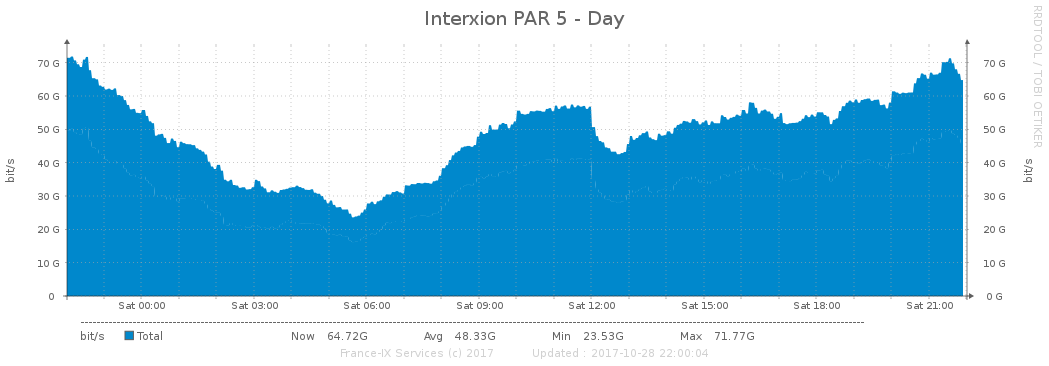 Interxion PAR 5 - Day
RRDTOOL / TOBI OETIKER
bit/s
70 G
60 G
50 G
40 G
30 G
20 G
10 G
0
70 G
60 G
50 G
40 G
30 G
20 G
10 G
0 G
bit/s
Sat 00:00 Sat 03:00 Sat 06:00 Sat 09:00 Sat 12:00 Sat 15:00 Sat 18:00 Sat 21:00
bit/s Total Now 64.72G Avg 48.33G Min 23.53G Max 71.77G
France-IX Services (c) 2017 Updated : 2017-10-28 22:00:04